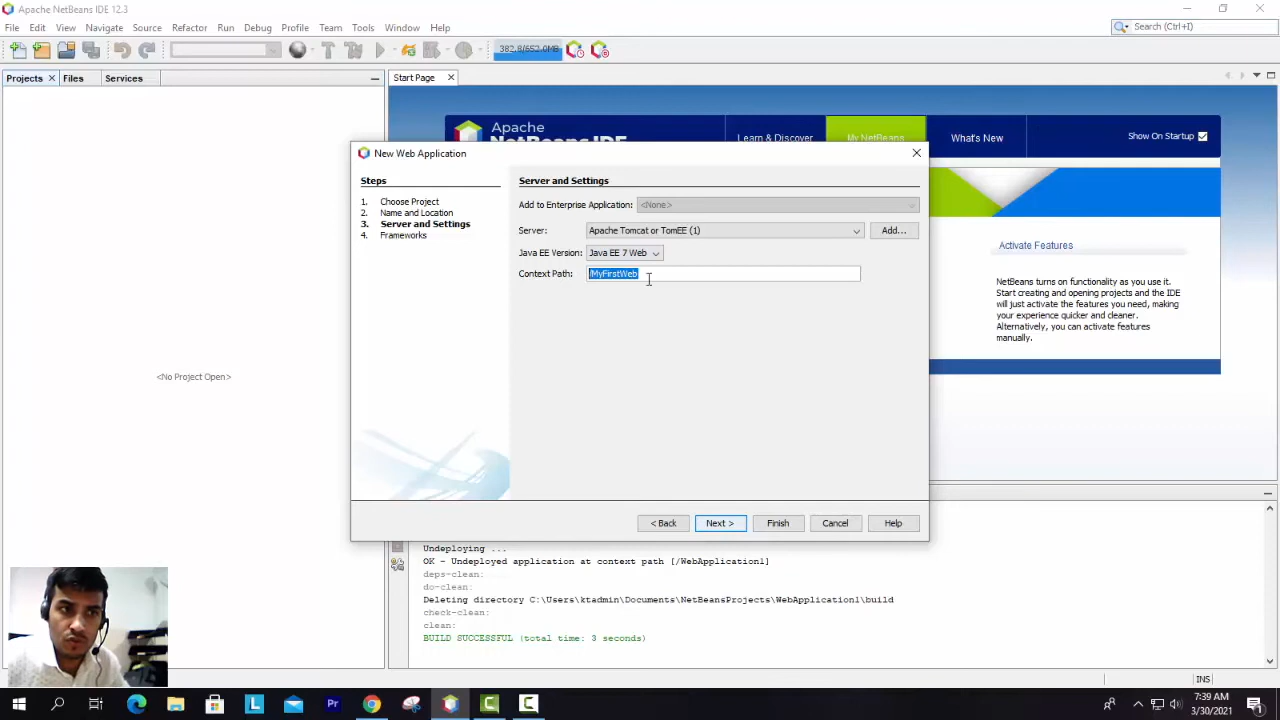 Apache NetBeans IDE 12.3
File Edit View Navigate Source Refactor Run Debug Profile Team Tools Window Help
Search (Ctrl+I)
382.8/652.0MB
Projects Files Services
Start Page
Apache
NetBeans IDE
Learn & Discover
My NetBeans
What's New
Show On Startup
New Web Application
Steps
1. Choose Project
2. Name and Location
3. Server and Settings
4. Frameworks
Server and Settings
Add to Enterprise Application: <None>
Server: Apache Tomcat or TomEE (1) Add...
Java EE Version: Java EE 7 Web
Context Path: /MyFirstWeb
Activate Features
NetBeans turns on functionality as you use it.
Start creating and opening projects and the IDE
will just activate the features you need, making
your experience quicker and cleaner.
Alternatively, you can activate features
manually.
<No Project Open>
< Back Next > Finish Cancel Help
Undeploying ...
OK - Undeployed application at context path [/WebApplication1]
deps-clean:
do-clean:
Deleting directory C:\Users\ktadmin\Documents\NetBeansProjects\WebApplication1\build
check-clean:
clean:
BUILD SUCCESSFUL (total time: 3 seconds)
INS
L
Pr
C
C
7:39 AM
3/30/2021
1